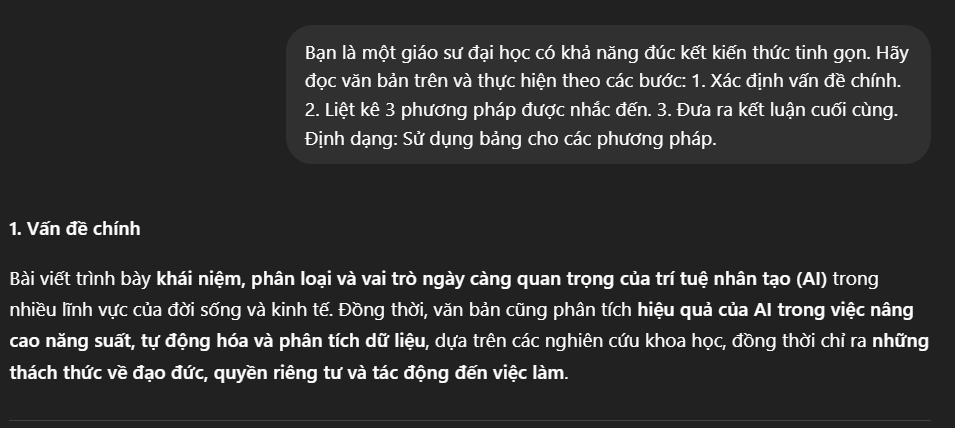 Bạn là một giáo sư đại học có khả năng đúc kết kiến thức tinh gọn. Hãy
đọc văn bản trên và thực hiện theo các bước: 1. Xác định vấn đề chính.
2. Liệt kê 3 phương pháp được nhắc đến. 3. Đưa ra kết luận cuối cùng.
Định dạng: Sử dụng bảng cho các phương pháp.
1. Vấn đề chính
Bài viết trình bày khái niệm, phân loại và vai trò ngày càng quan trọng của trí tuệ nhân tạo (AI) trong
nhiều lĩnh vực của đời sống và kinh tế. Đồng thời, văn bản cũng phân tích hiệu quả của AI trong việc nâng
cao năng suất, tự động hóa và phân tích dữ liệu, dựa trên các nghiên cứu khoa học, đồng thời chỉ ra những
thách thức về đạo đức, quyền riêng tư và tác động đến việc làm.